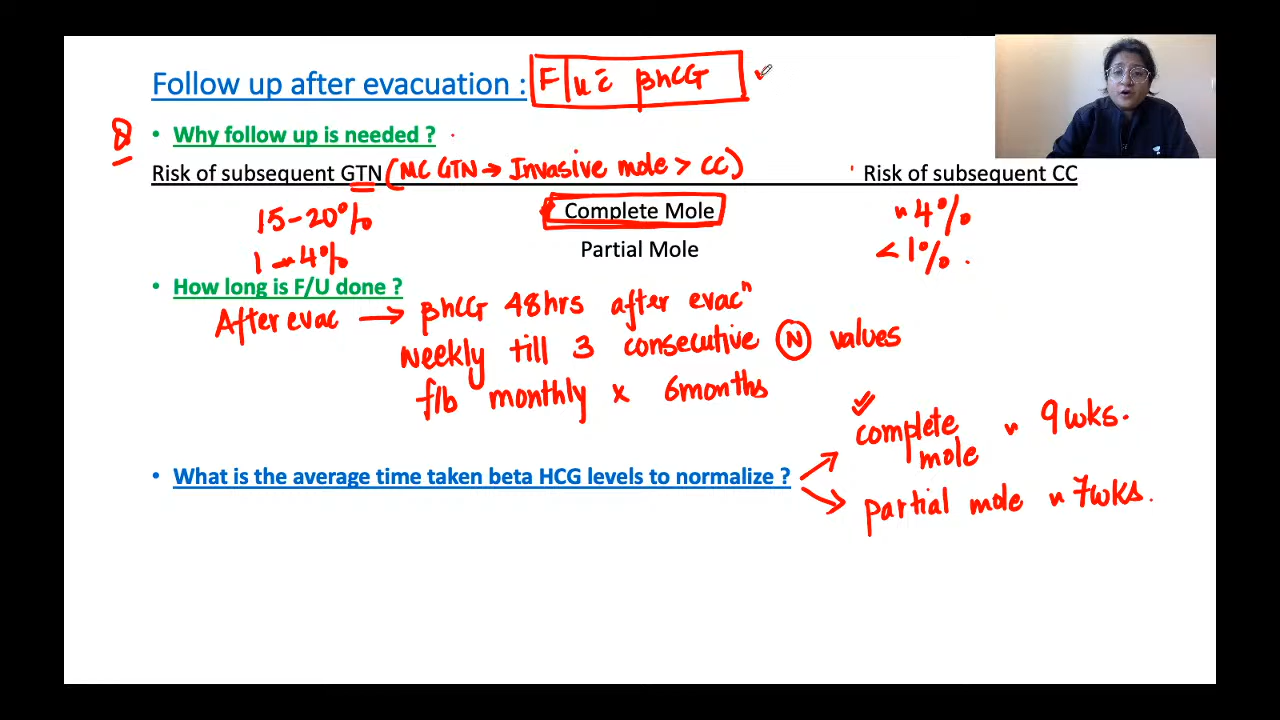 Follow up after evacuation : F/u c̄ βhCG
Q
• Why follow up is needed ?
Risk of subsequent GTN (MC GTN → Invasive mole > CC) Risk of subsequent CC
15-20% Complete Mole ~ 4%
1-4% Partial Mole < 1%
• How long is F/U done ?
After evac → βhCG 48hrs after evacⁿ
weekly till 3 consecutive N values
f/b monthly x 6months
complete mole ~ 9wks.
• What is the average time taken beta HCG levels to normalize ?
partial mole ~ 7wks.